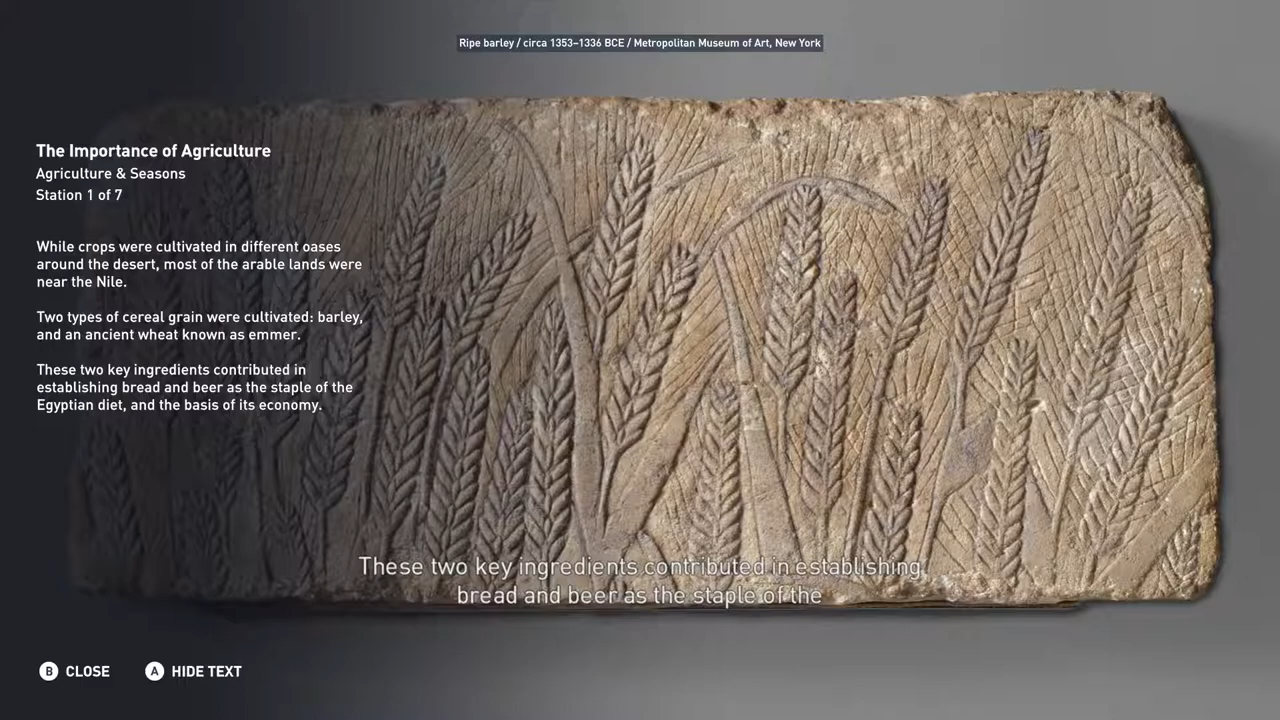 Ripe barley / circa 1353–1336 BCE / Metropolitan Museum of Art, New York
The Importance of Agriculture
Agriculture & Seasons
Station 1 of 7
While crops were cultivated in different oases
around the desert, most of the arable lands were
near the Nile.
Two types of cereal grain were cultivated: barley,
and an ancient wheat known as emmer.
These two key ingredients contributed in
establishing bread and beer as the staple of the
Egyptian diet, and the basis of its economy.
These two key ingredients contributed in establishing
bread and beer as the staple of the
B CLOSE A HIDE TEXT